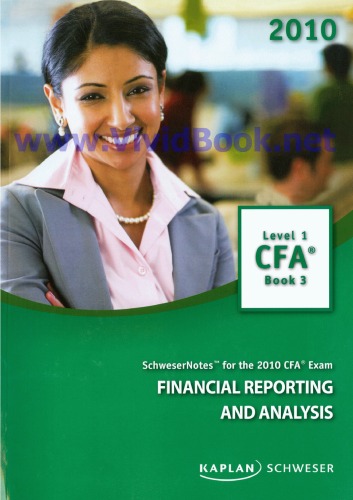 2010
www.VividBook.net
Level 1
CFA®
Book 3
SchweserNotes™ for the 2010 CFA® Exam
FINANCIAL REPORTING
AND ANALYSIS
KAPLAN SCHWESER